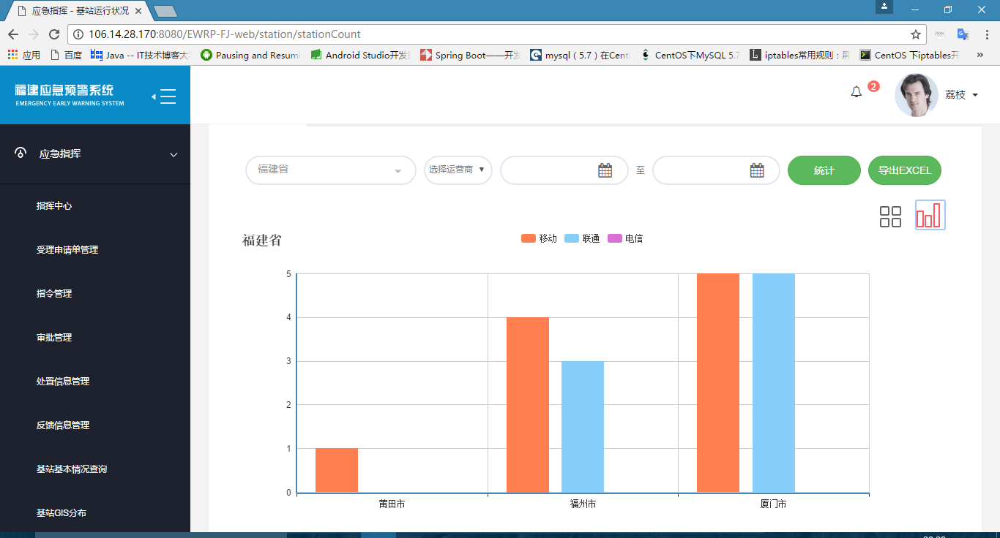 应急指挥 - 基站运行状况
106.14.28.170:8080/EWRP-FJ-web/station/stationCount
应用 百度 Java -- IT技术博客大 Pausing and Resumi Android Studio开发 Spring Boot——开发 mysql（5.7）在Cent CentOS下MySQL 5.7 iptables常用规则：屏 CentOS 下iptables开 »
福建应急预警系统
EMERGENCY EARLY WARNING SYSTEM
2
荔枝
应急指挥
指挥中心
受理申请单管理
指令管理
审批管理
处置信息管理
反馈信息管理
基站基本情况查询
基站GIS分布
福建省 选择运营商 至 统计 导出EXCEL
福建省
移动 联通 电信
5
4
3
2
1
0
莆田市 福州市 厦门市